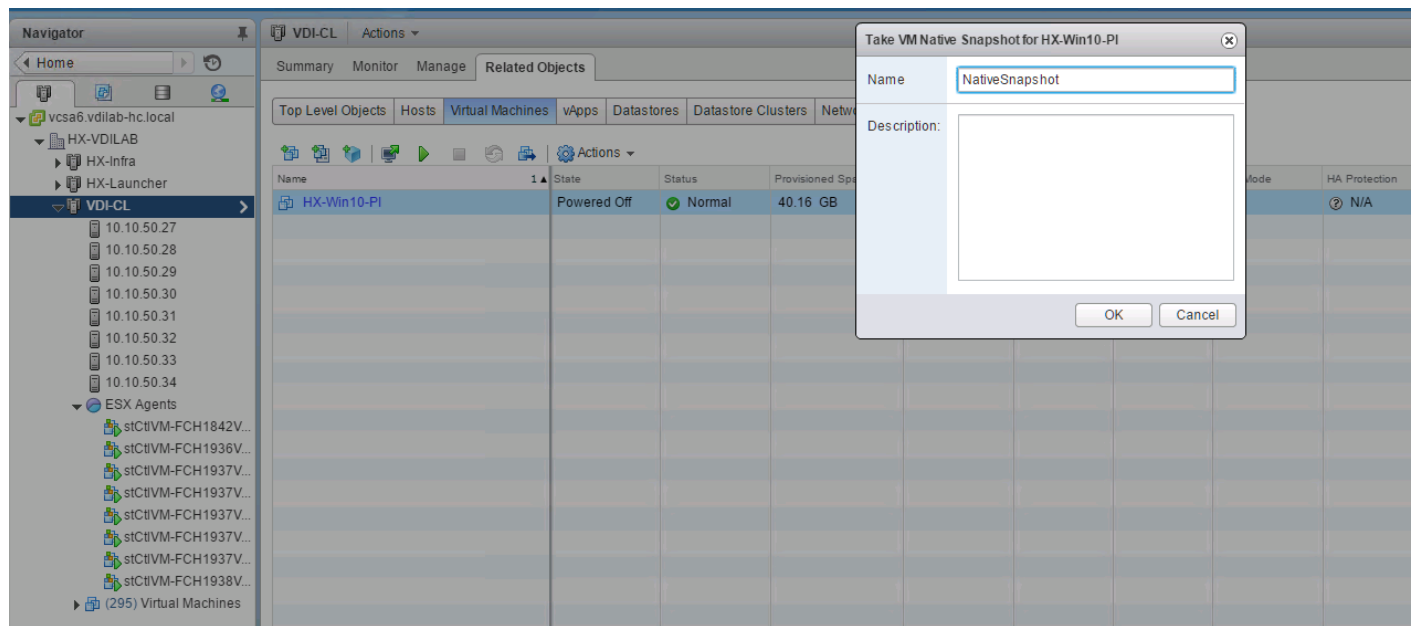 Navigator
Home
vcsa6.vdilab-hc.local
HX-VDILAB
HX-Infra
HX-Launcher
VDI-CL
10.10.50.27
10.10.50.28
10.10.50.29
10.10.50.30
10.10.50.31
10.10.50.32
10.10.50.33
10.10.50.34
ESX Agents
stCtlVM-FCH1842V...
stCtlVM-FCH1936V...
stCtlVM-FCH1937V...
stCtlVM-FCH1937V...
stCtlVM-FCH1937V...
stCtlVM-FCH1937V...
stCtlVM-FCH1937V...
stCtlVM-FCH1938V...
(295) Virtual Machines
VDI-CL Actions
Summary Monitor Manage Related Objects
Top Level Objects Hosts Virtual Machines vApps Datastores Datastore Clusters Netwo
Actions
Name 1 State Status Provisioned Spa Mode HA Protection
HX-Win10-PI Powered Off Normal 40.16 GB N/A
Take VM Native Snapshot for HX-Win10-PI
Name NativeSnapshot
Description:
OK Cancel